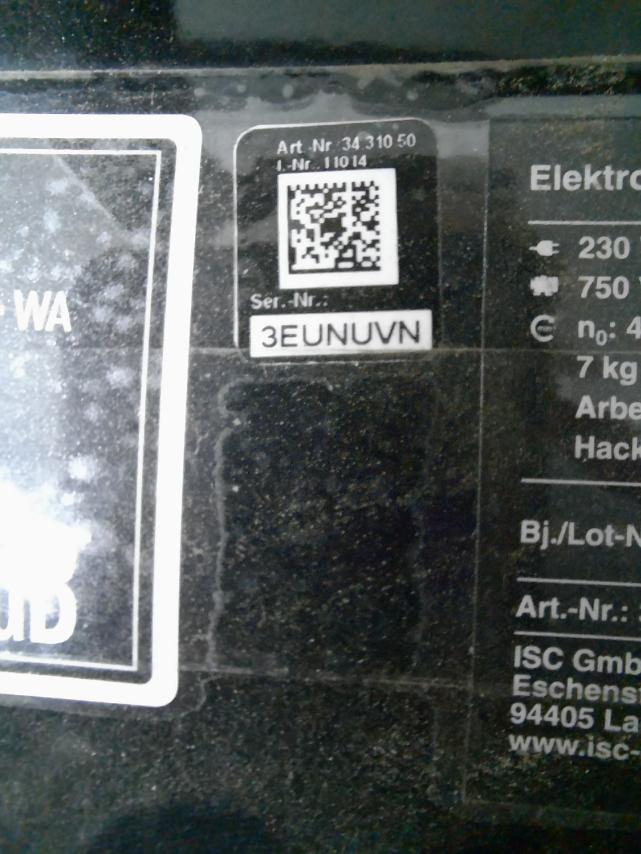 WA
Art.-Nr.: 34.310.50
I.-Nr.: 11014
Ser.-Nr.:
3EUNUVN
Elektro
230
750
n₀: 4
7 kg
Arbe
Hack
Bj./Lot-N
Art.-Nr.:
ISC Gmb
Eschens
94405 La
www.isc-